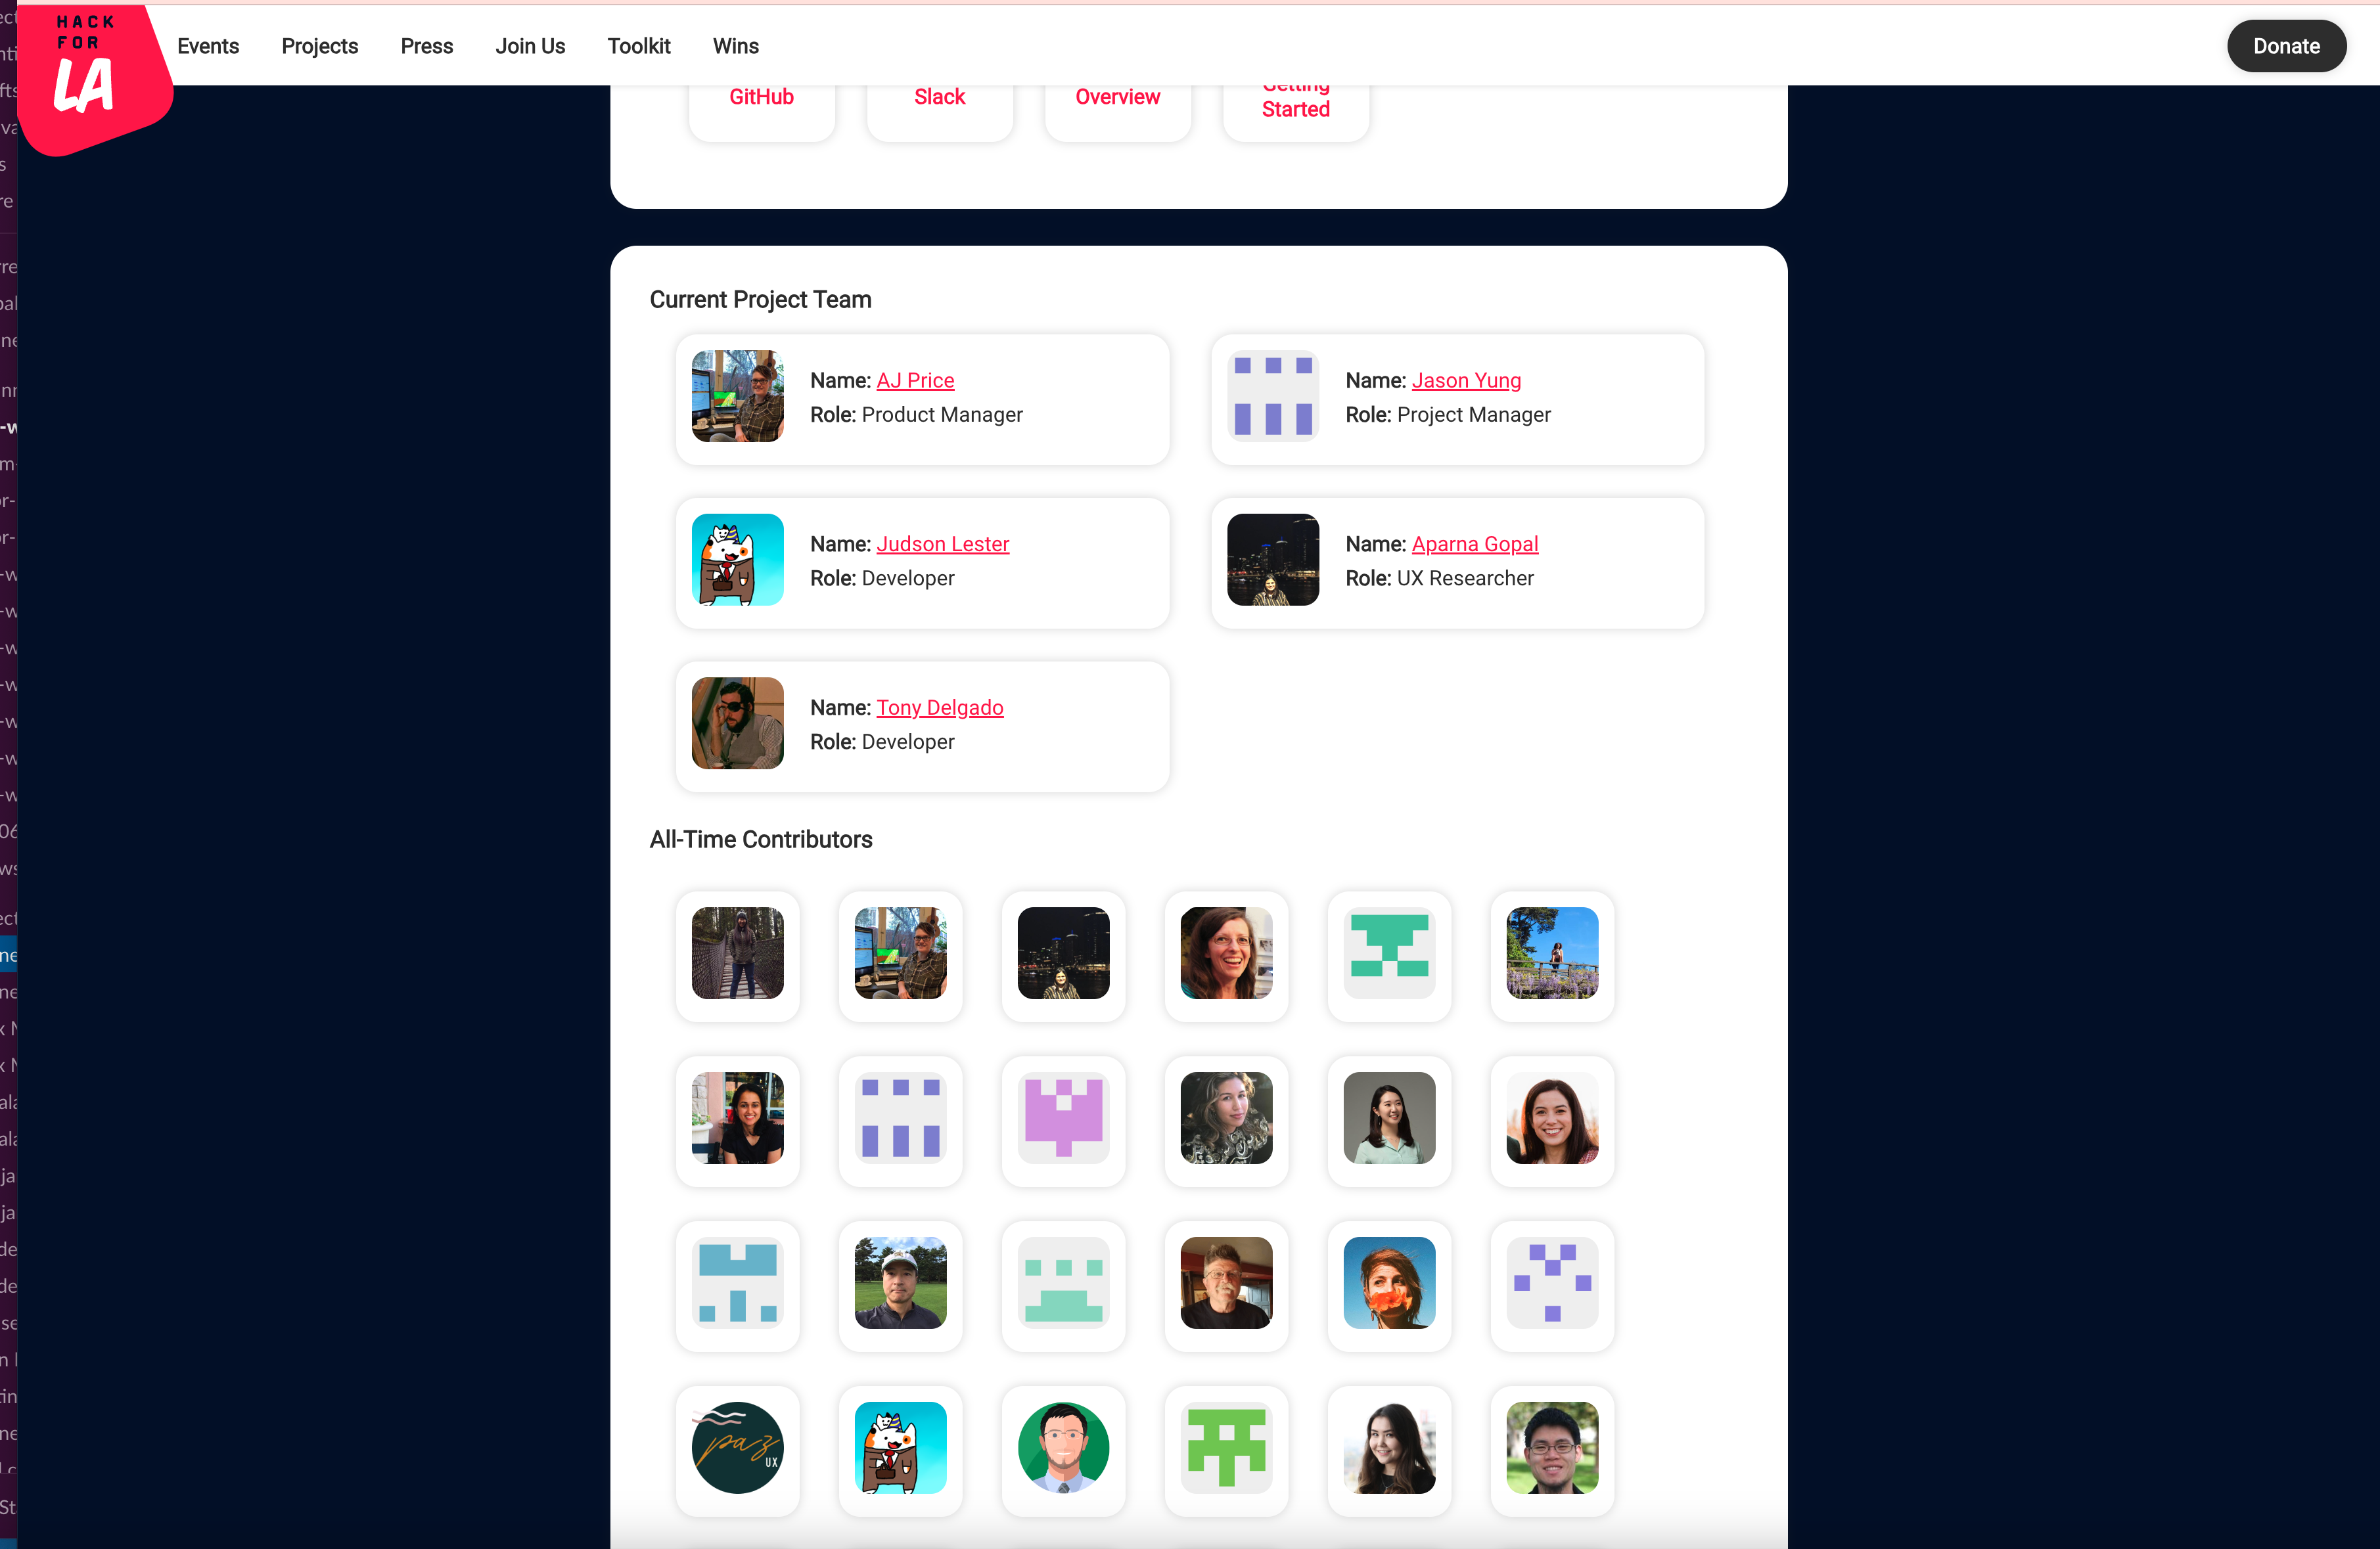 HACK
FOR
LA
Events
Projects
Press
Join Us
Toolkit
Wins
Donate
GitHub
Slack
Overview
Getting
Started
Current Project Team
Name: AJ Price
Role: Product Manager
Name: Jason Yung
Role: Project Manager
Name: Judson Lester
Role: Developer
Name: Aparna Gopal
Role: UX Researcher
Name: Tony Delgado
Role: Developer
All-Time Contributors
paz
UX